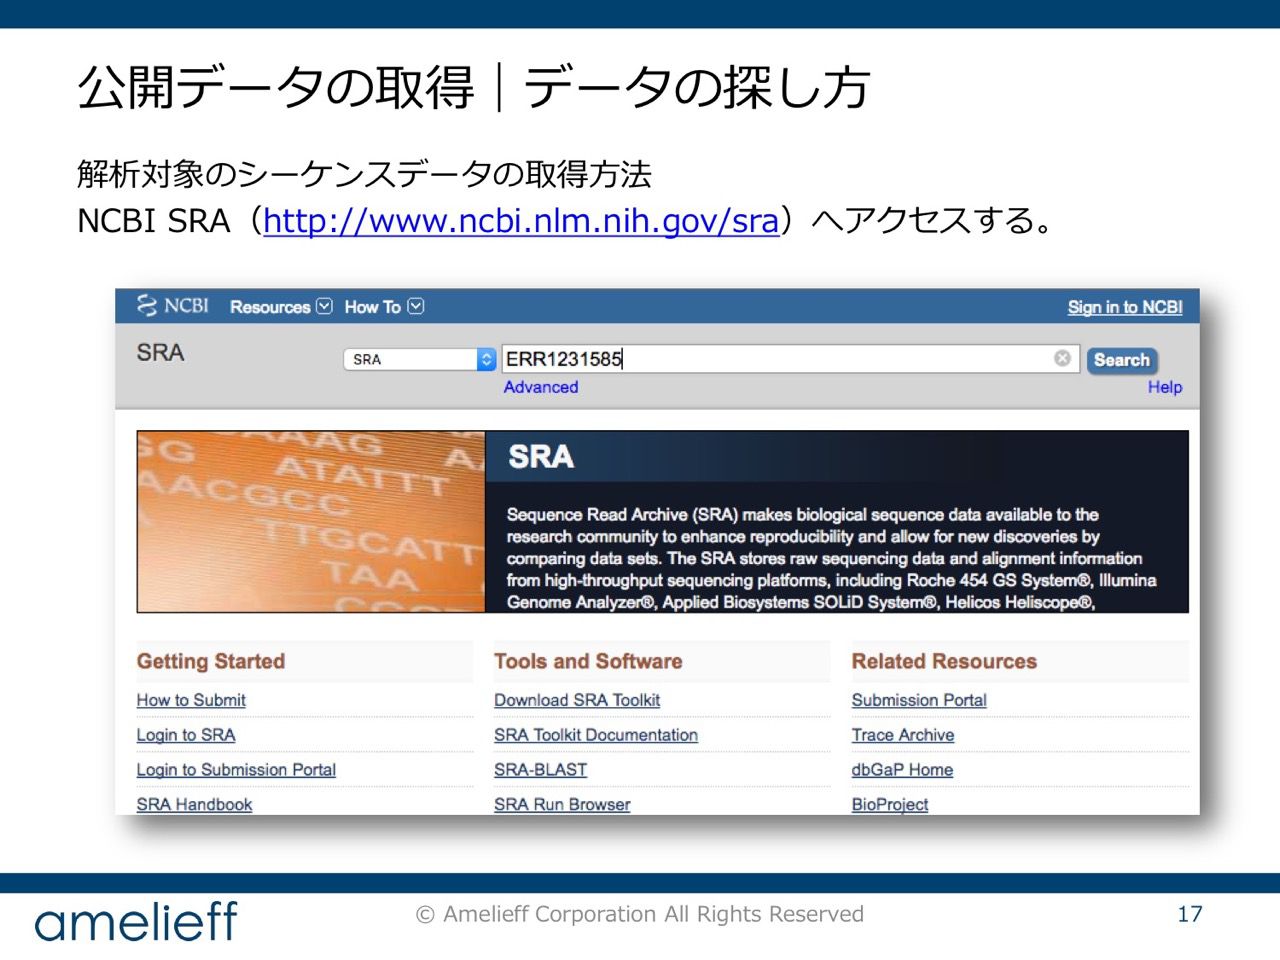 公開データの取得｜データの探し方
解析対象のシーケンスデータの取得方法
NCBI SRA（http://www.ncbi.nlm.nih.gov/sra）へアクセスする。
NCBI Resources How To Sign in to NCBI
SRA SRA ERR1231585 Search
Advanced Help
AAAG
GG ATATTT A
AACGCC
TTGCATT
TAA
SRA
Sequence Read Archive (SRA) makes biological sequence data available to the
research community to enhance reproducibility and allow for new discoveries by
comparing data sets. The SRA stores raw sequencing data and alignment information
from high-throughput sequencing platforms, including Roche 454 GS System®, Illumina
Genome Analyzer®, Applied Biosystems SOLiD System®, Helicos Heliscope®,
Getting Started
How to Submit
Login to SRA
Login to Submission Portal
SRA Handbook
Tools and Software
Download SRA Toolkit
SRA Toolkit Documentation
SRA-BLAST
SRA Run Browser
Related Resources
Submission Portal
Trace Archive
dbGaP Home
BioProject
amelieff
© Amelieff Corporation All Rights Reserved
17